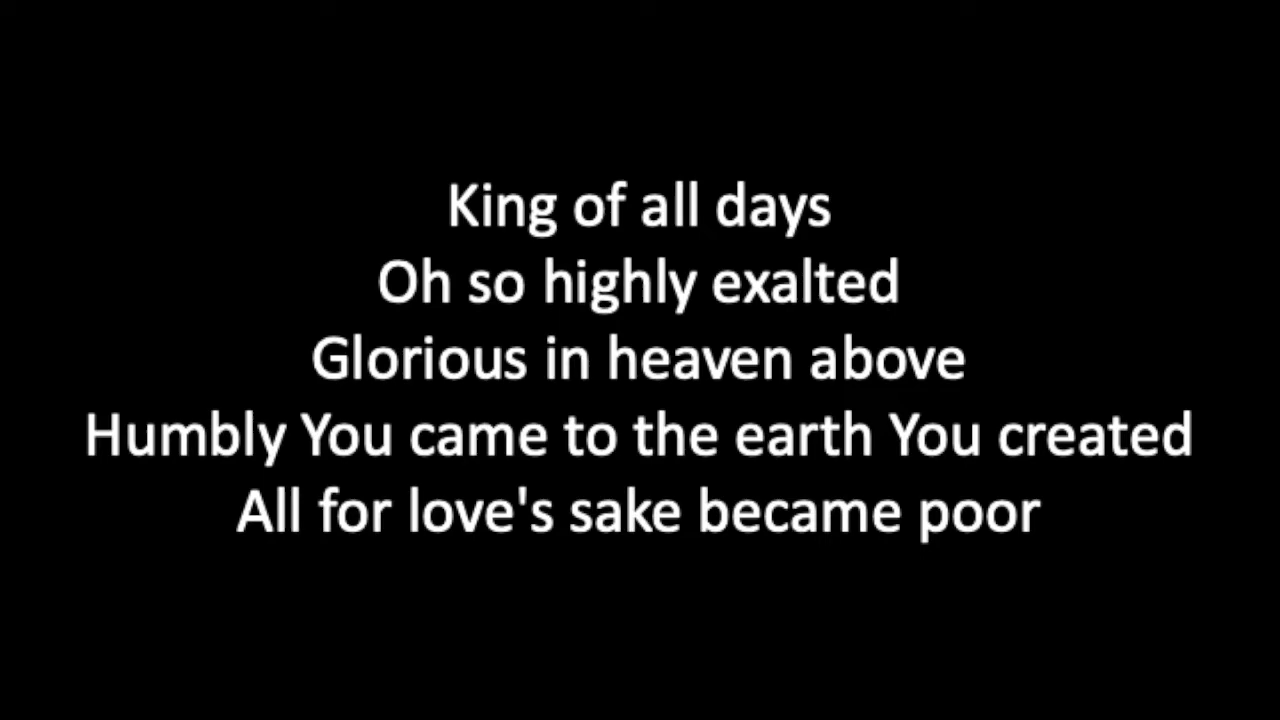 King of all days
Oh so highly exalted
Glorious in heaven above
Humbly You came to the earth You created
All for love's sake became poor